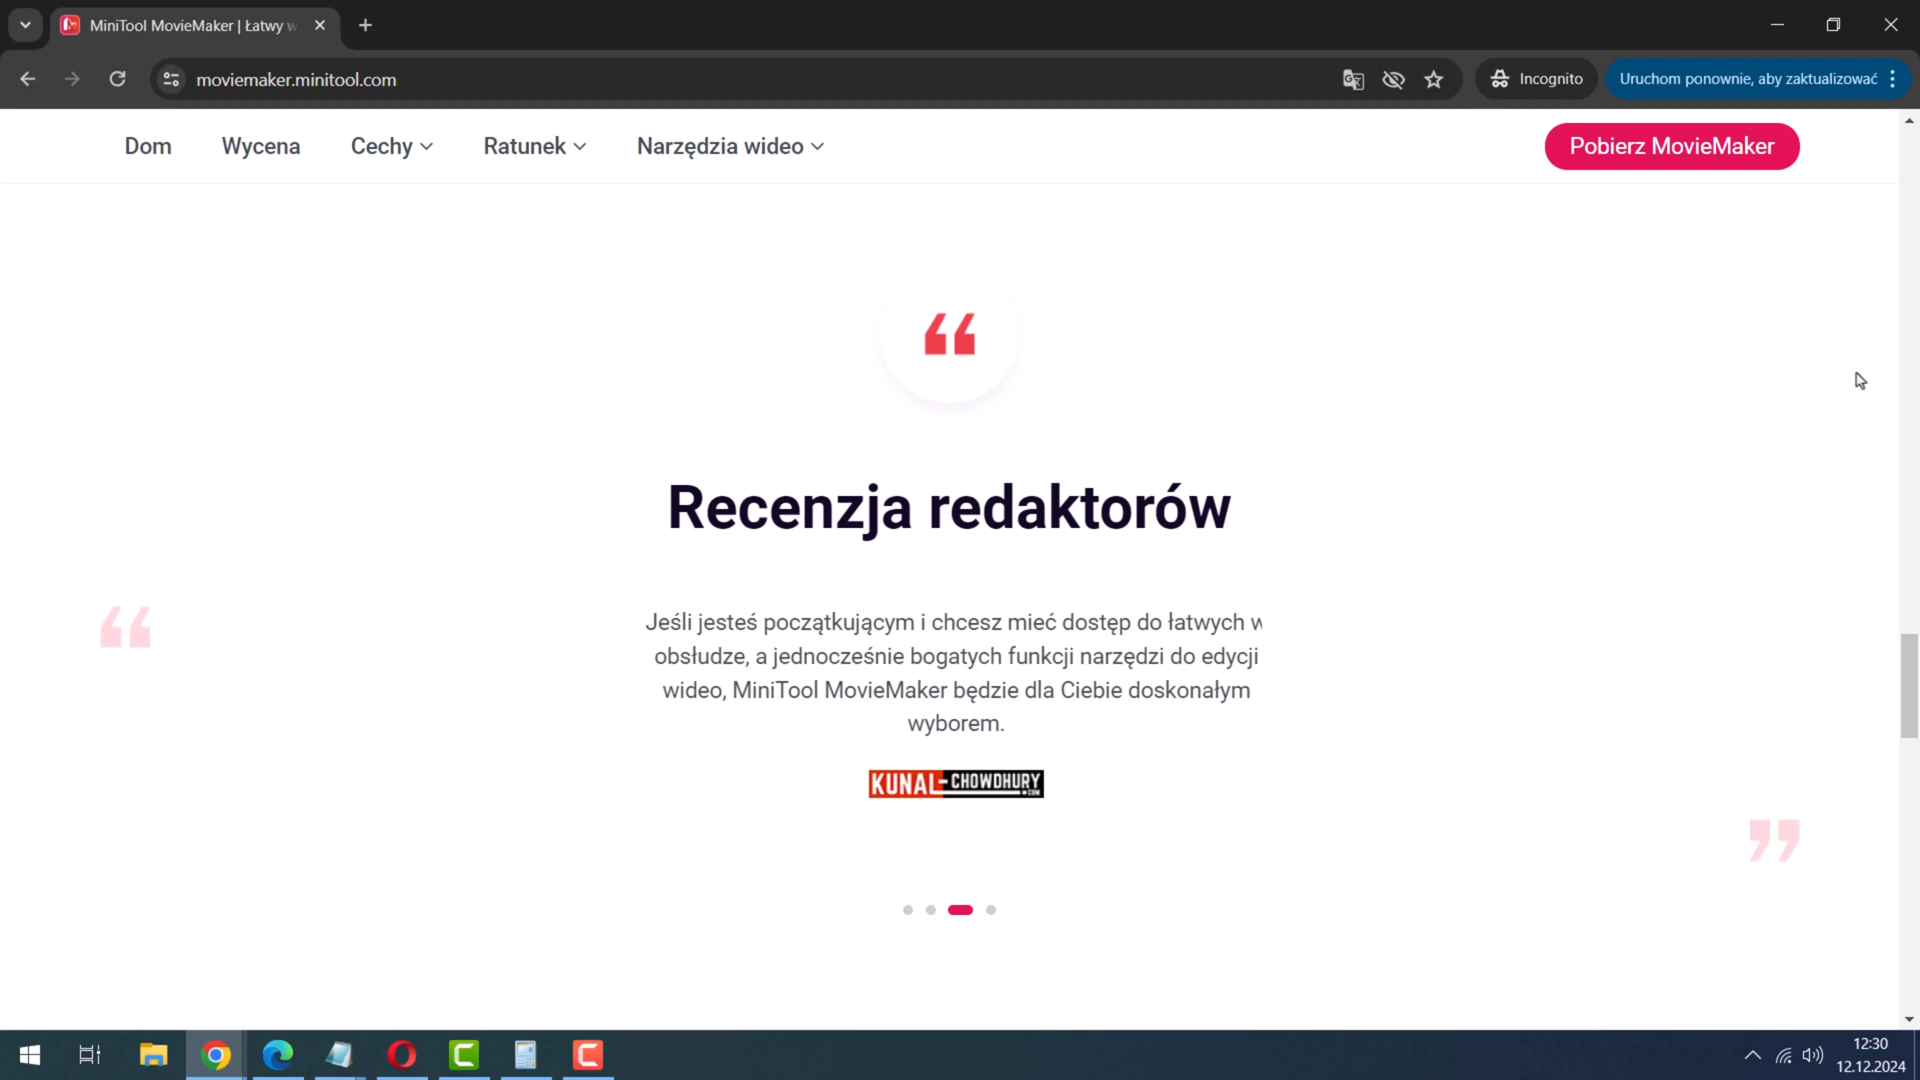 MiniTool MovieMaker | Łatwy w
moviemaker.minitool.com
Incognito
Uruchom ponownie, aby zaktualizować
Dom
Wycena
Cechy
Ratunek
Narzędzia wideo
Pobierz MovieMaker
Recenzja redaktorów
Jeśli jesteś początkującym i chcesz mieć dostęp do łatwych w
obsłudze, a jednocześnie bogatych funkcji narzędzi do edycji
wideo, MiniTool MovieMaker będzie dla Ciebie doskonałym
wyborem.
KUNAL-CHOWDHURY
.COM
12:30
12.12.2024